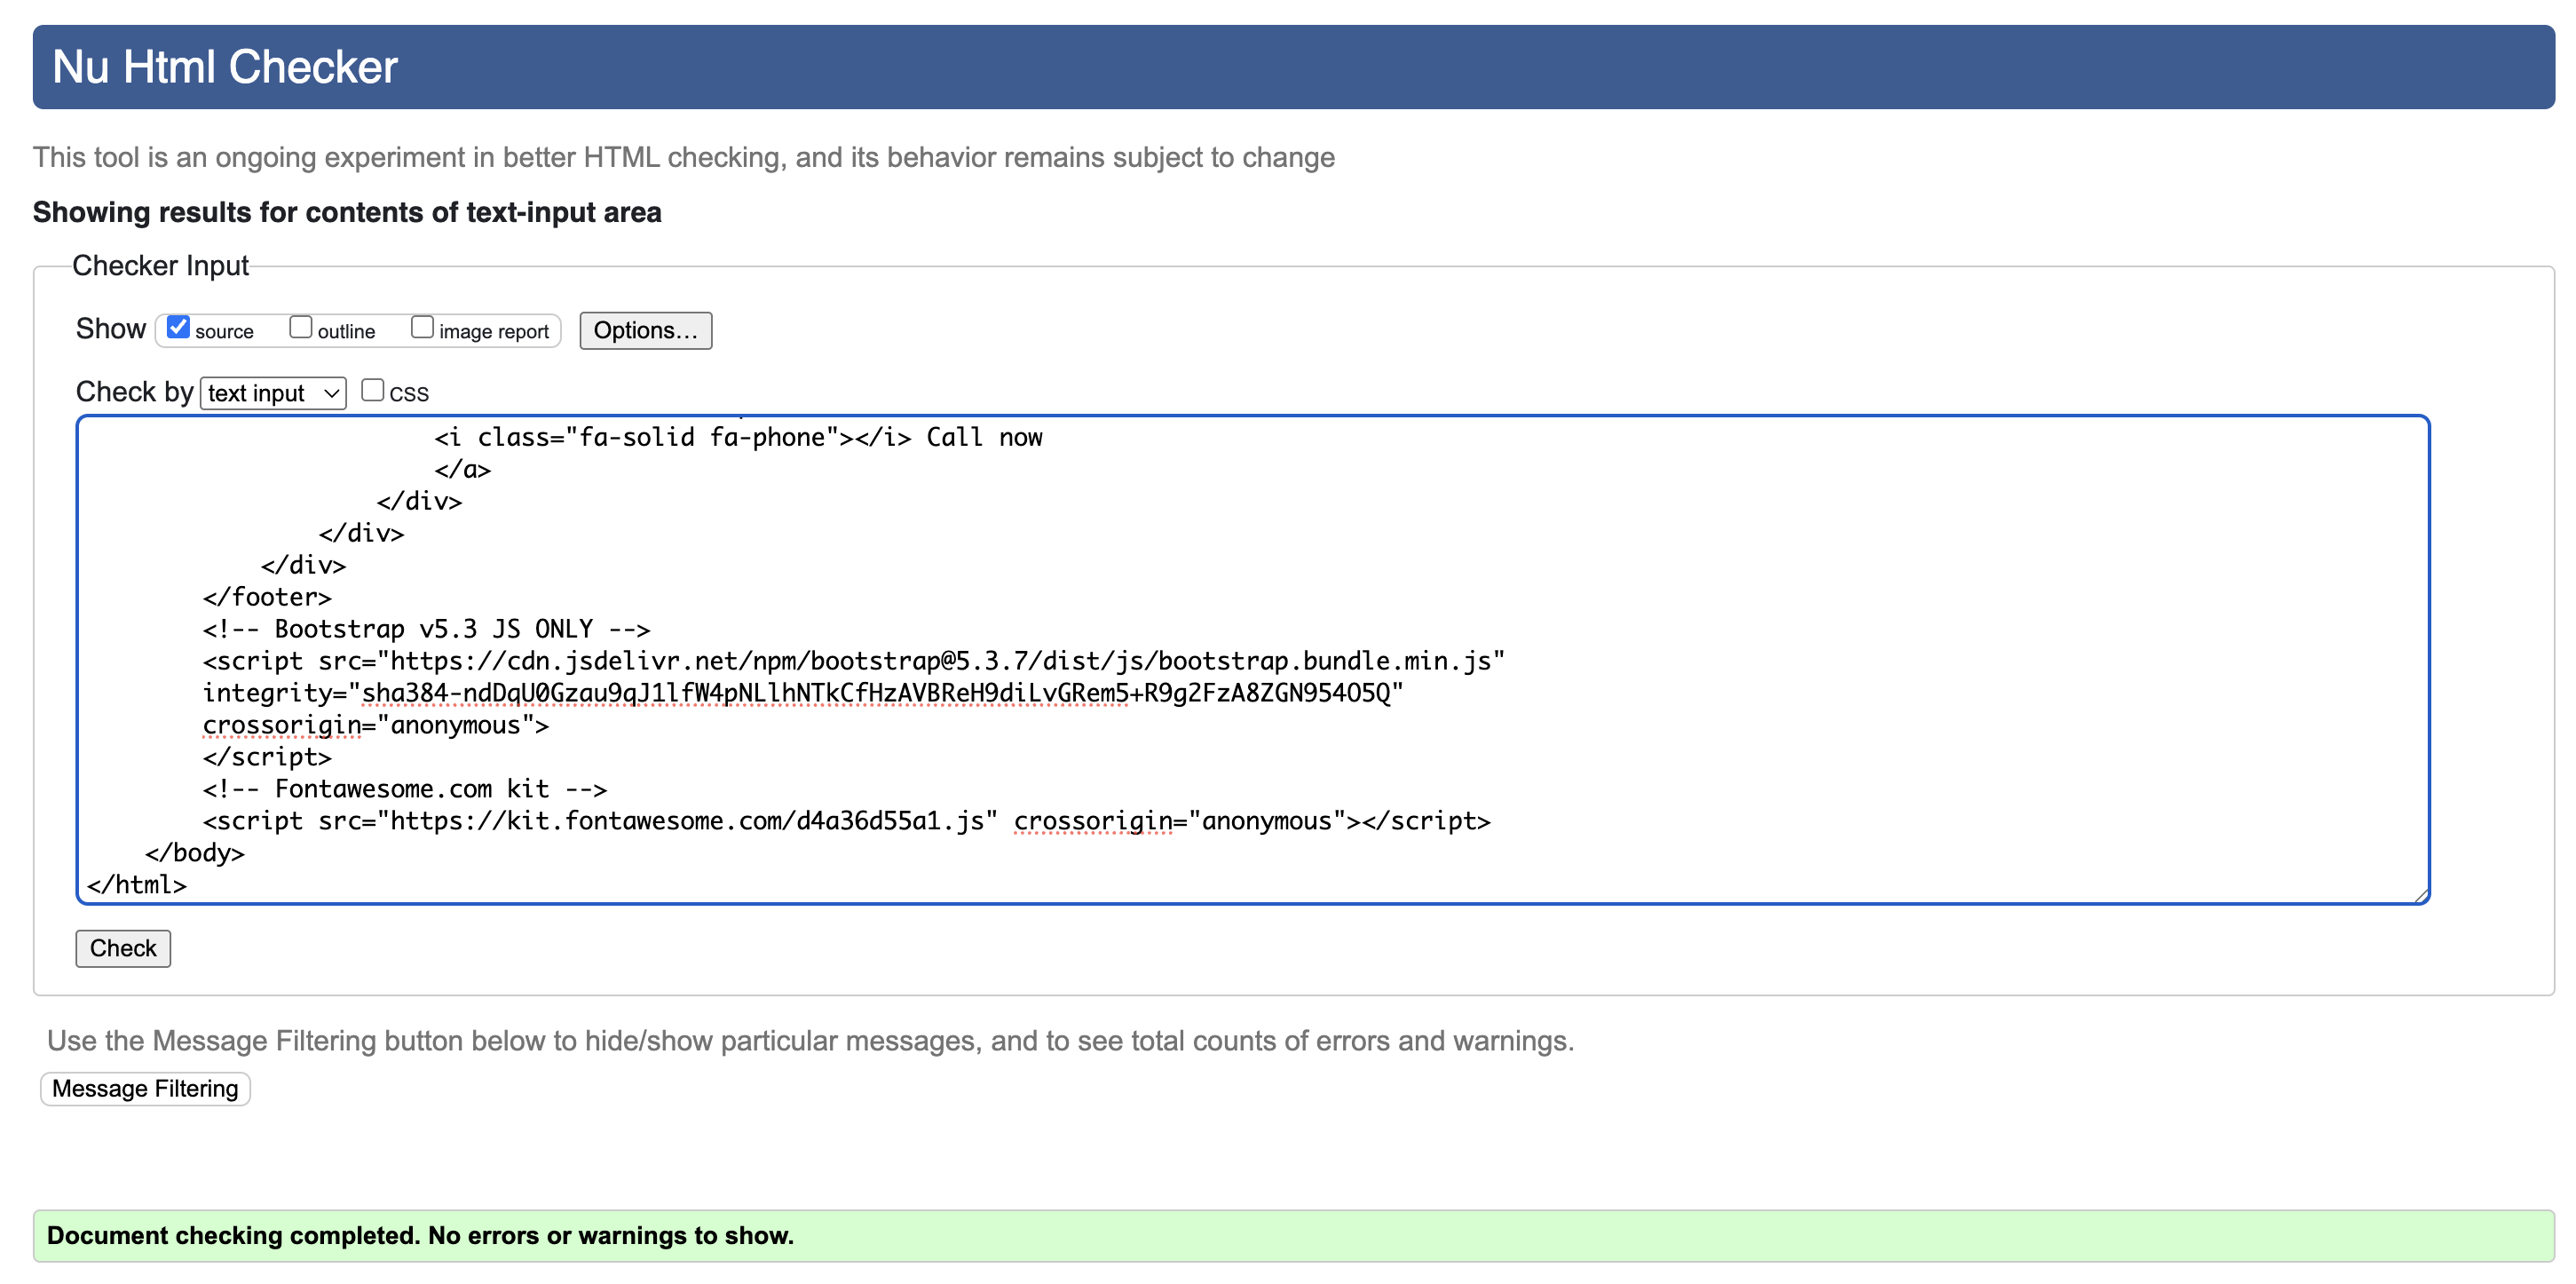 Nu Html Checker
This tool is an ongoing experiment in better HTML checking, and its behavior remains subject to change
Showing results for contents of text-input area
Checker Input
Show source outline image report Options...
Check by text input CSS
<i class="fa-solid fa-phone"></i> Call now
</a>
</div>
</div>
</div>
</footer>
<!-- Bootstrap v5.3 JS ONLY -->
<script src="https://cdn.jsdelivr.net/npm/bootstrap@5.3.7/dist/js/bootstrap.bundle.min.js"
integrity="sha384-ndDqU0Gzau9qJ1lfW4pNLlhNTkCfHzAVBReH9diLvGRem5+R9g2FzA8ZGN954O5Q"
crossorigin="anonymous">
</script>
<!-- Fontawesome.com kit -->
<script src="https://kit.fontawesome.com/d4a36d55a1.js" crossorigin="anonymous"></script>
</body>
</html>
Check
Use the Message Filtering button below to hide/show particular messages, and to see total counts of errors and warnings.
Message Filtering
Document checking completed. No errors or warnings to show.